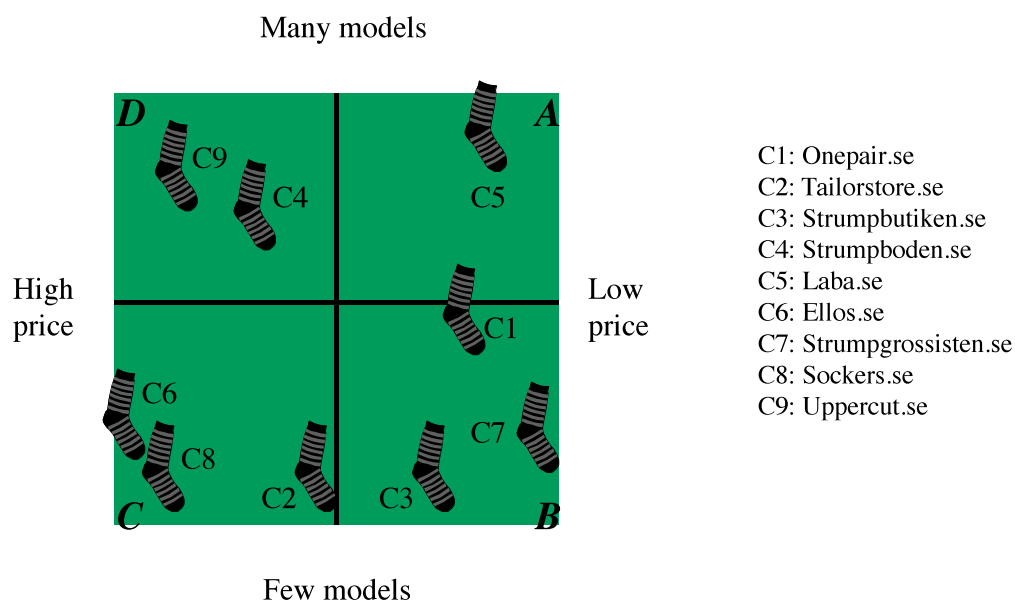 Many models
D
A
C9
C4
C5
High
price
Low
price
C1
C6
C7
C8
C2
C3
C
B
Few models
C1: Onepair.se
C2: Tailorstore.se
C3: Strumpbutiken.se
C4: Strumpboden.se
C5: Laba.se
C6: Ellos.se
C7: Strumpgrossisten.se
C8: Sockers.se
C9: Uppercut.se